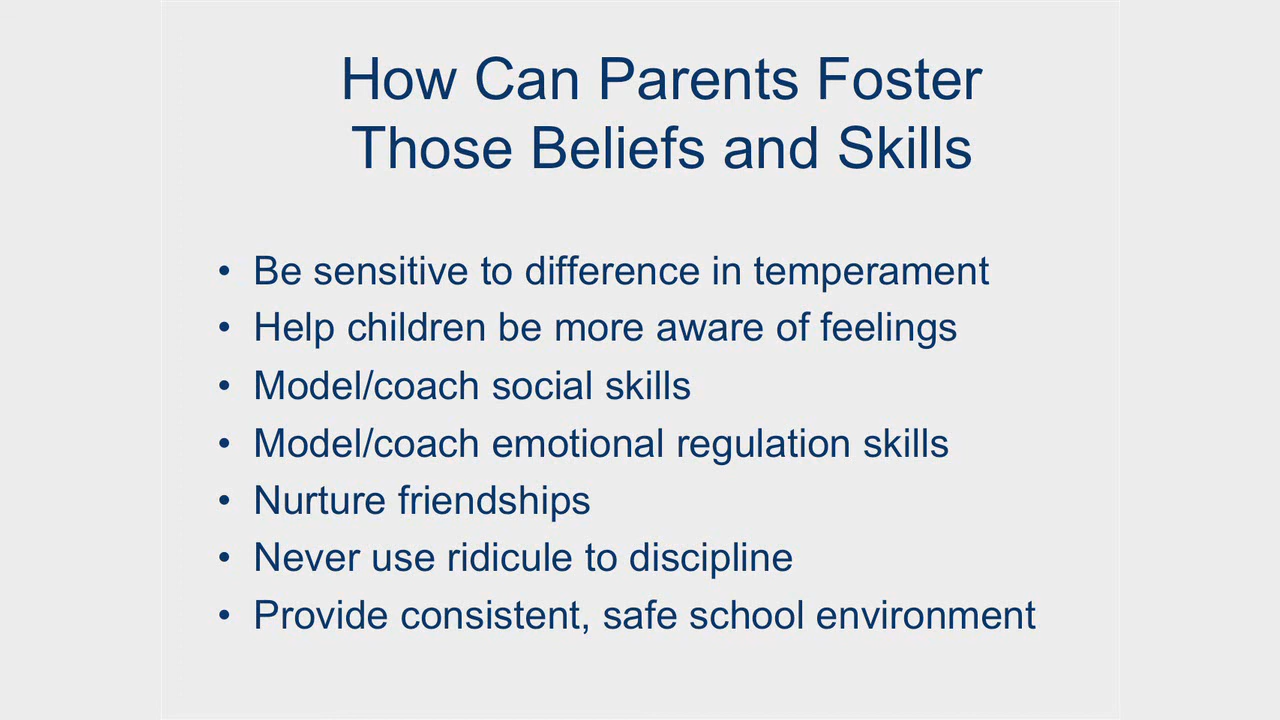 How Can Parents Foster
Those Beliefs and Skills
• Be sensitive to difference in temperament
• Help children be more aware of feelings
• Model/coach social skills
• Model/coach emotional regulation skills
• Nurture friendships
• Never use ridicule to discipline
• Provide consistent, safe school environment